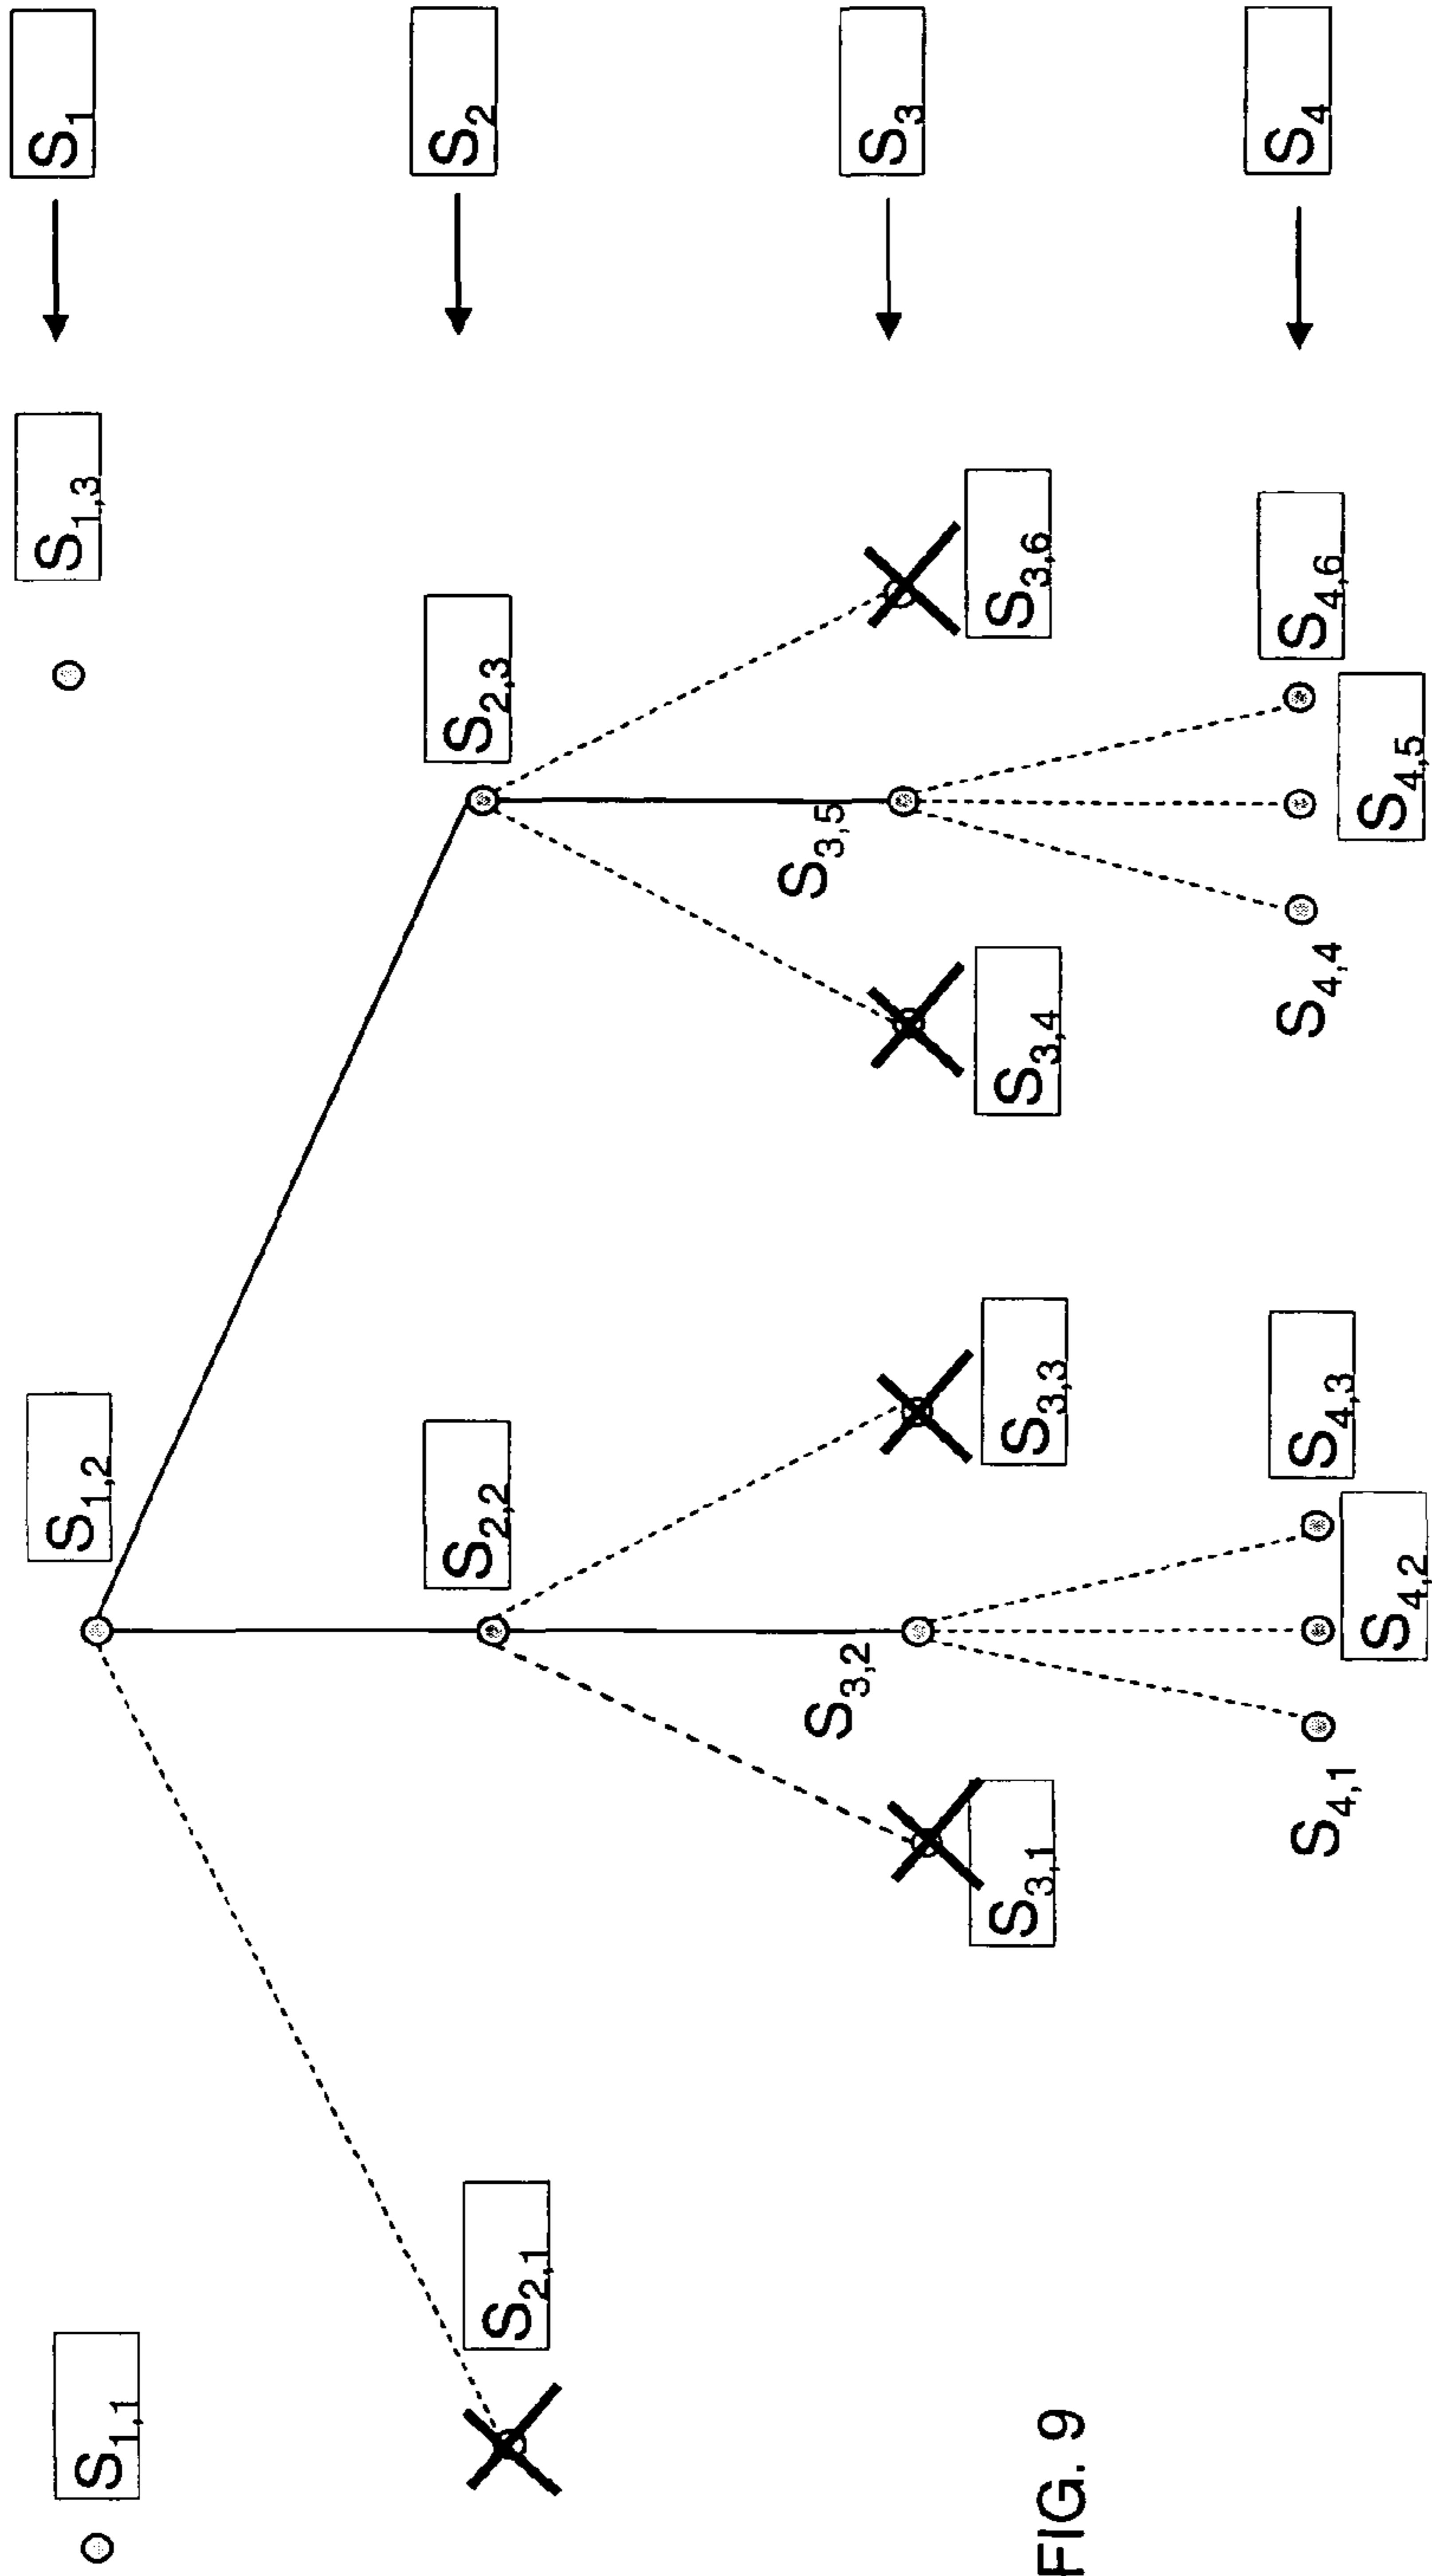 S1,1
S1,2
S1,3
S1
S2,1
S2,2
S2,3
S2
S3,2
S3,5
S3
S3,1
S3,3
S3,4
S3,6
S4,1
S4,2
S4,3
S4,4
S4,5
S4,6
S4
FIG. 9